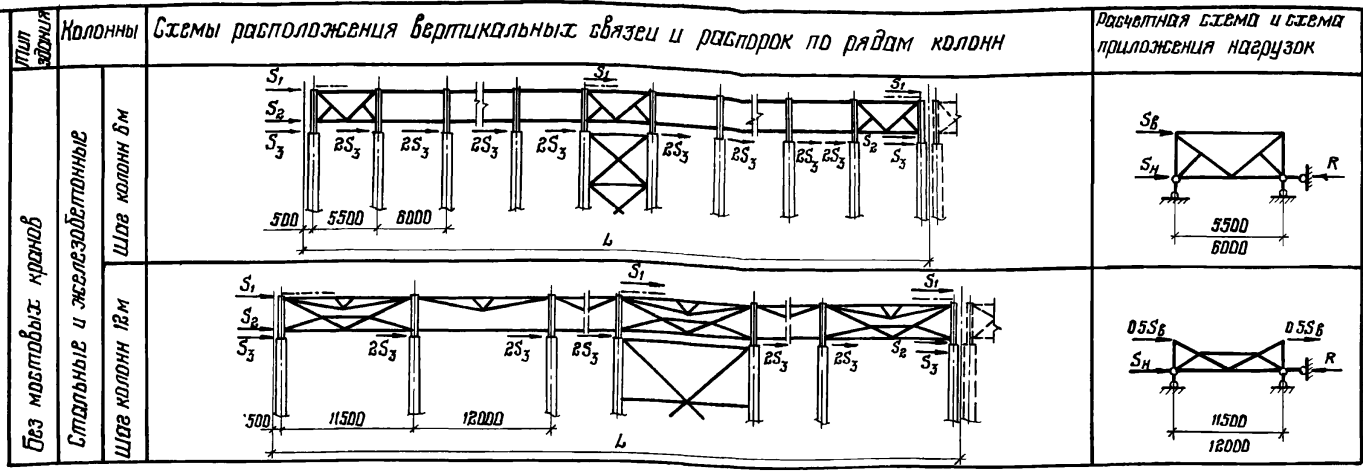 Тип здания
Колонны
Схемы расположения вертикальных связей и распорок по рядам колонн
Расчетная схема и схема
приложения нагрузок
Без мостовых кранов
Стальные и железобетонные
Шаг колонн 6м
S₁
S₁
S₁
S₂
S₃
2S₃
2S₃
2S₃
2S₃
2S₃
2S₃
2S₃
2S₃
S₂
S₃
500
5500
6000
L
Sв
Sн
R
5500
6000
Шаг колонн 12м
S₁
S₁
S₁
S₂
S₃
2S₃
2S₃
2S₃
2S₃
2S₃
S₂
S₃
500
11500
12000
L
0.5Sв
0.5Sв
Sн
R
11500
12000